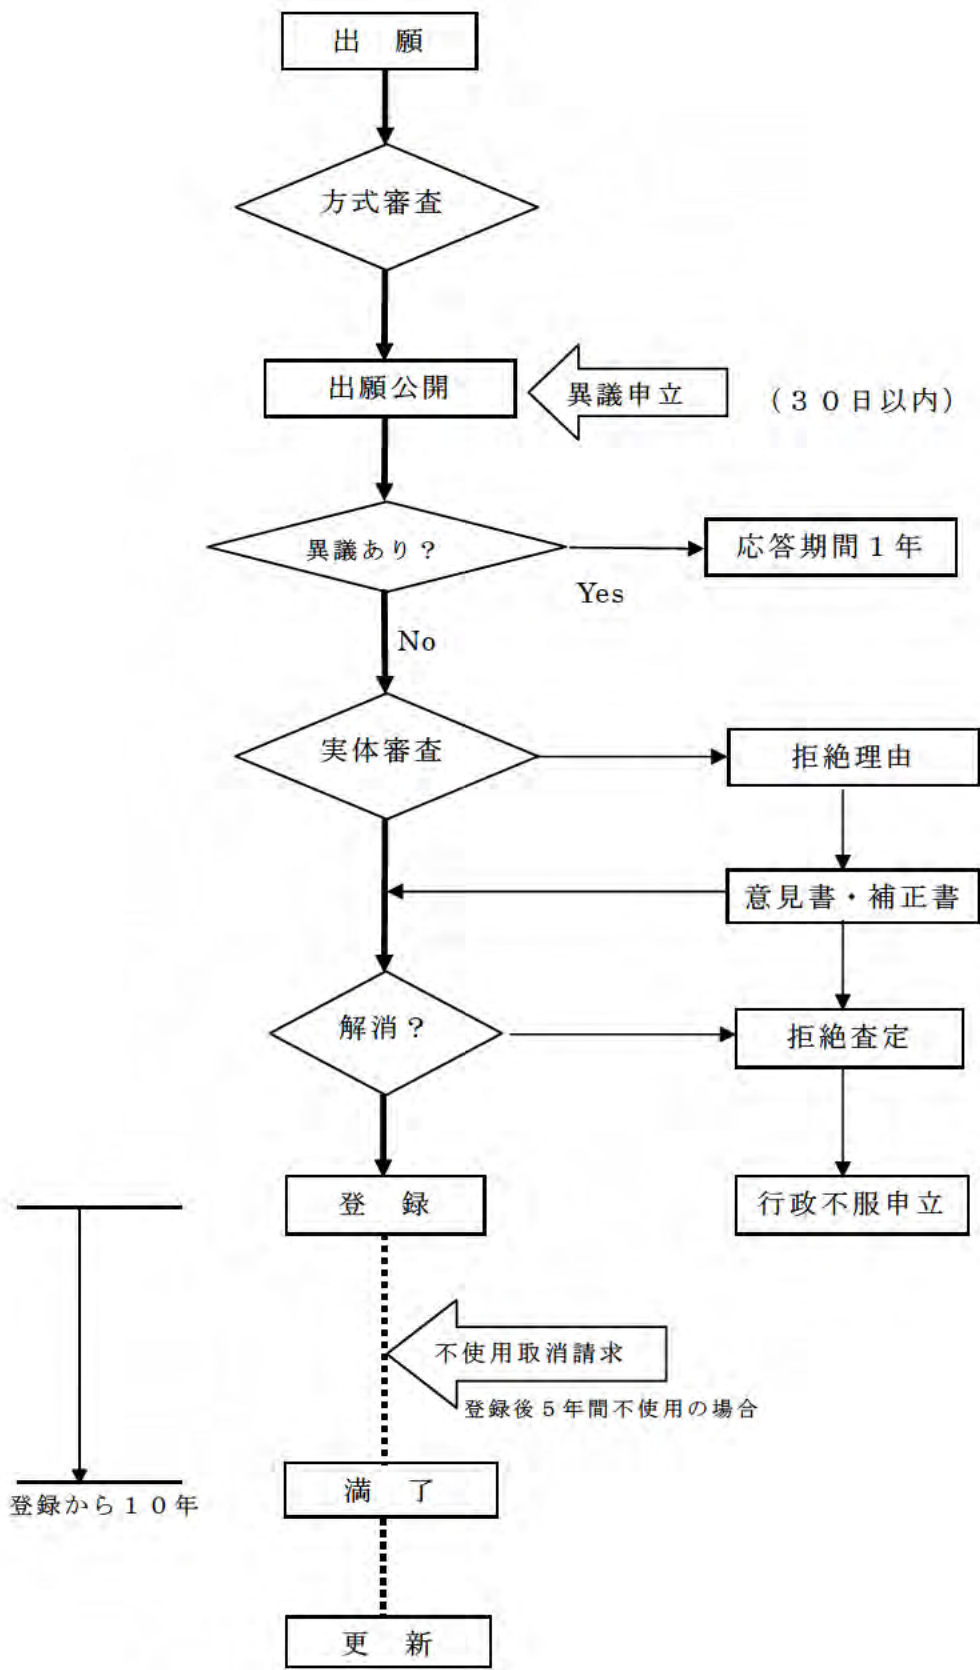 出　願
方式審査
出願公開
異議申立
（３０日以内）
異議あり？
応答期間１年
Yes
No
実体審査
拒絶理由
意見書・補正書
解消？
拒絶査定
登　録
行政不服申立
不使用取消請求
登録後５年間不使用の場合
満　了
登録から１０年
更　新